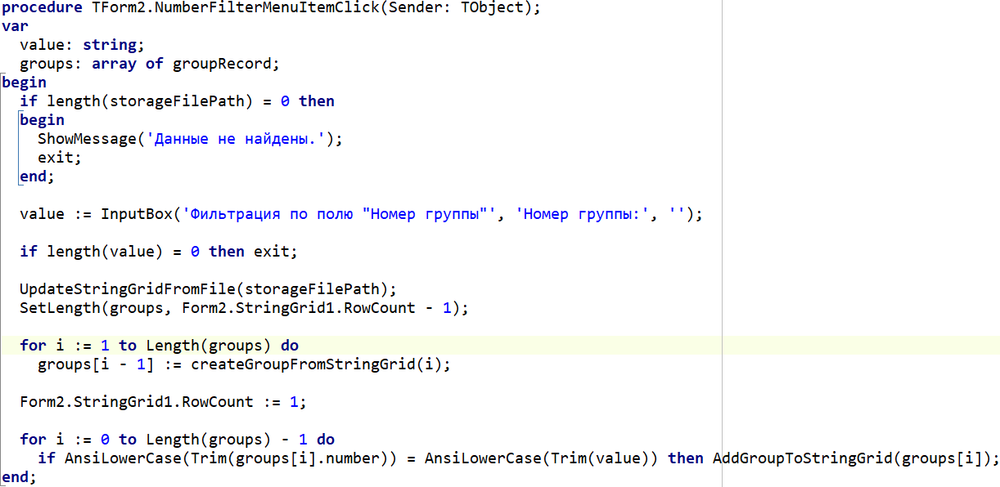 procedure TForm2.NumberFilterMenuItemClick(Sender: TObject);
var
  value: string;
  groups: array of groupRecord;
begin
  if length(storageFilePath) = 0 then
  begin
    ShowMessage('Данные не найдены.');
    exit;
  end;
  value := InputBox('Фильтрация по полю "Номер группы"', 'Номер группы:', '');
  if length(value) = 0 then exit;
  UpdateStringGridFromFile(storageFilePath);
  SetLength(groups, Form2.StringGrid1.RowCount - 1);
  for i := 1 to Length(groups) do
    groups[i - 1] := createGroupFromStringGrid(i);
  Form2.StringGrid1.RowCount := 1;
  for i := 0 to Length(groups) - 1 do
    if AnsiLowerCase(Trim(groups[i].number)) = AnsiLowerCase(Trim(value)) then AddGroupToStringGrid(groups[i]);
end;